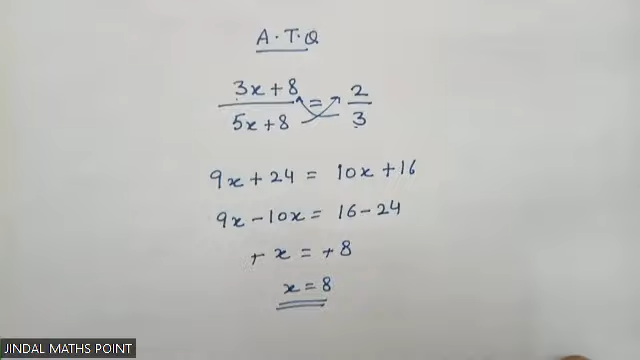 A.T.Q
3x+8 / 5x+8 = 2 / 3
9x+24 = 10x+16
9x-10x = 16-24
+x = +8
x=8
JINDAL MATHS POINT